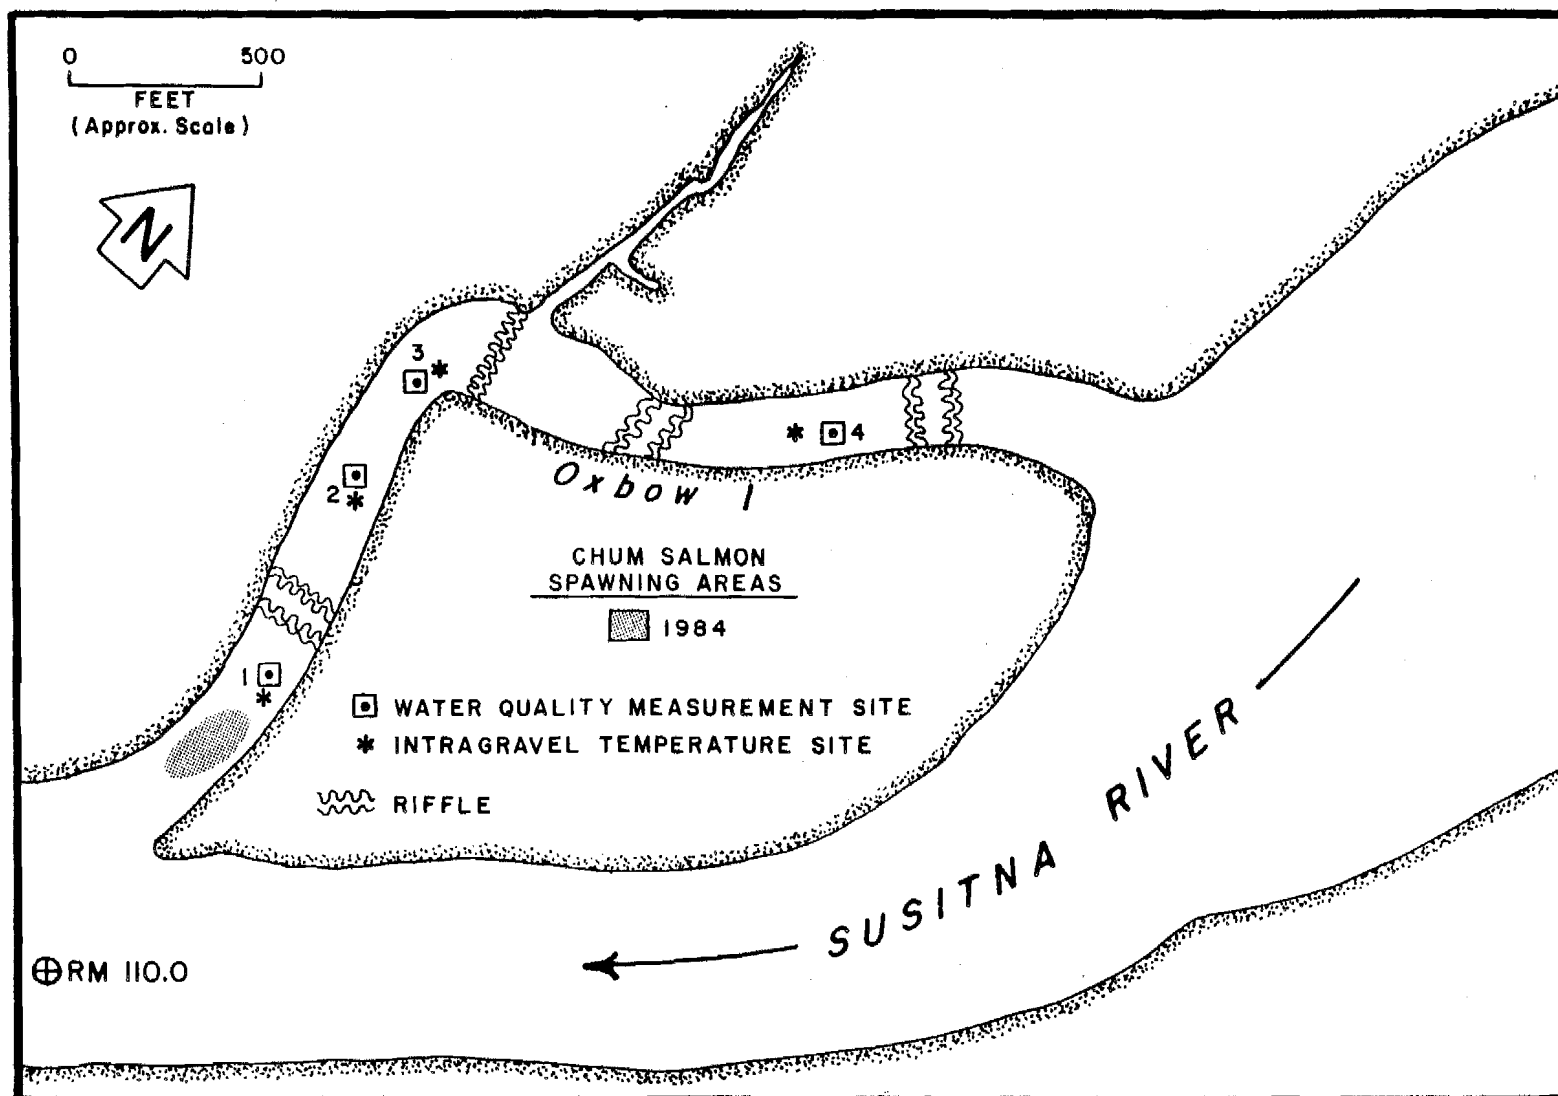 0 500
FEET
(Approx. Scale)
N
3
4
2
Oxbow I
CHUM SALMON
SPAWNING AREAS
1984
1
WATER QUALITY MEASUREMENT SITE
INTRAGRAVEL TEMPERATURE SITE
RIFFLE
SUSITNA RIVER
RM 110.0